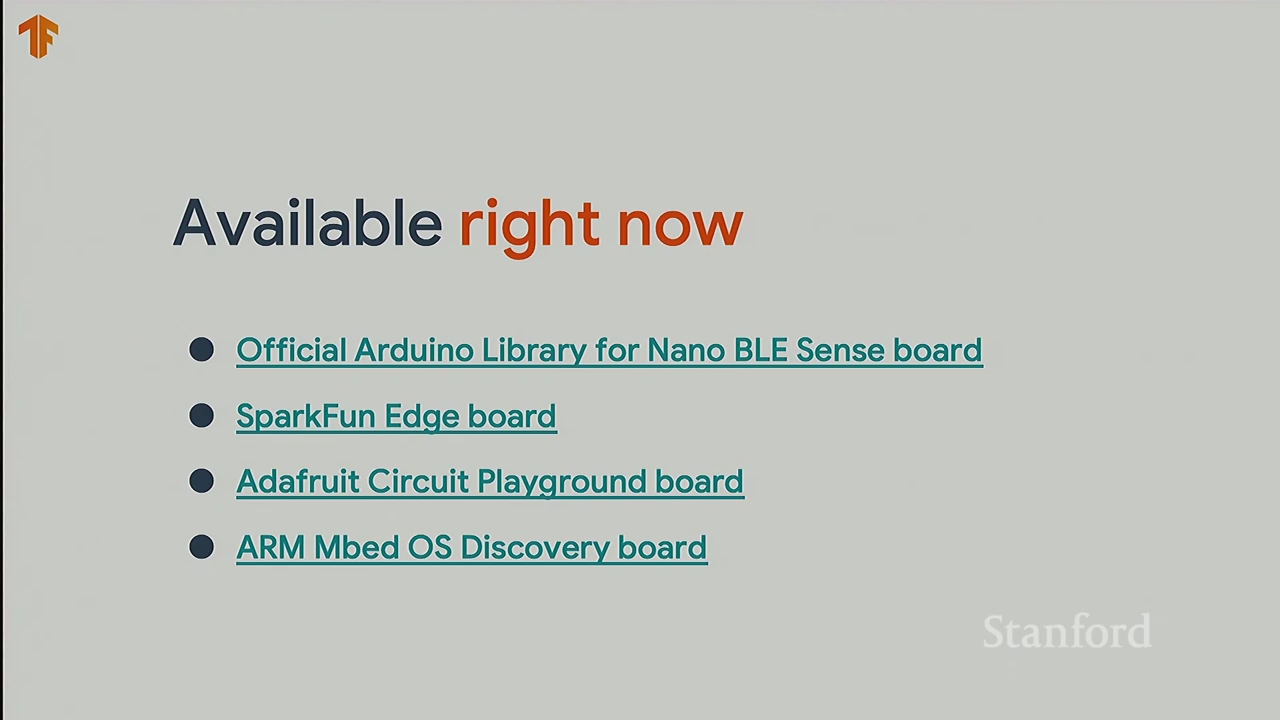 Available right now
● Official Arduino Library for Nano BLE Sense board
● SparkFun Edge board
● Adafruit Circuit Playground board
● ARM Mbed OS Discovery board
Stanford